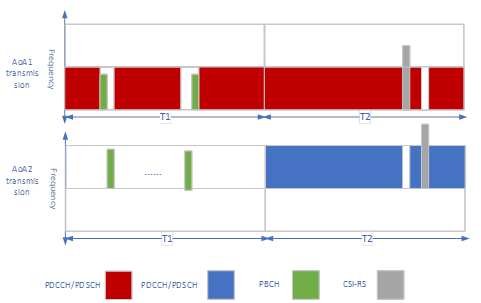 AoA1
transmis
sion
Frequency
T1
T2
AoA2
transmis
sion
Frequency
......
T1
T2
PDCCH/PDSCH
PDCCH/PDSCH
PBCH
CSI-RS